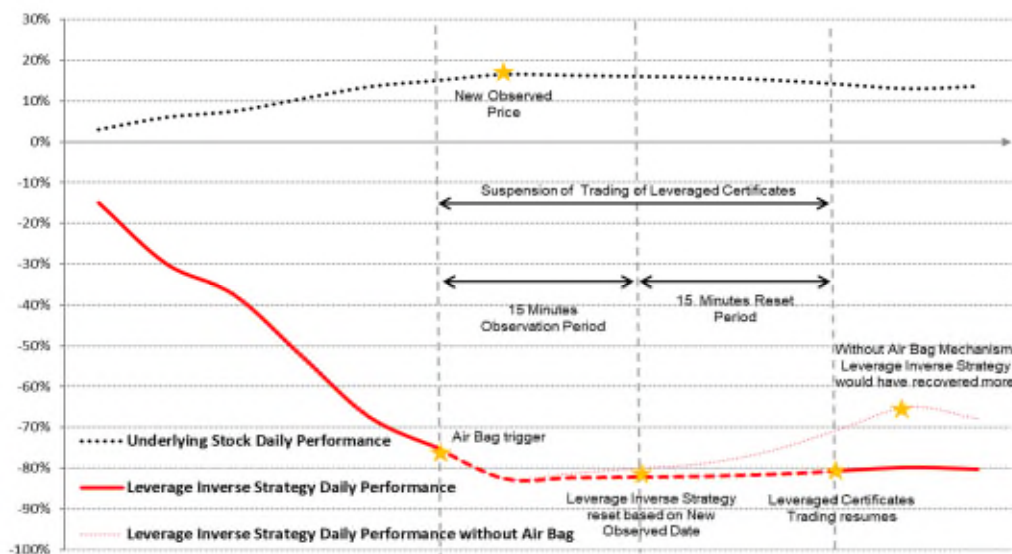 30%
20%
10%
0%
-10%
-20%
-30%
-40%
-50%
-60%
-70%
-80%
-90%
-100%
New Observed
Price
Suspension of Trading of Leveraged Certificates
15 Minutes
Observation Period
15. Minutes Reset
Period
Without Air Bag Mechanism
Leverage Inverse Strategy
would have recovered more
Air Bag trigger
Underlying Stock Daily Performance
Leverage Inverse Strategy Daily Performance
Leverage Inverse Strategy
reset based on New
Observed Date
Leveraged Certificates
Trading resumes
Leverage Inverse Strategy Daily Performance without Air Bag